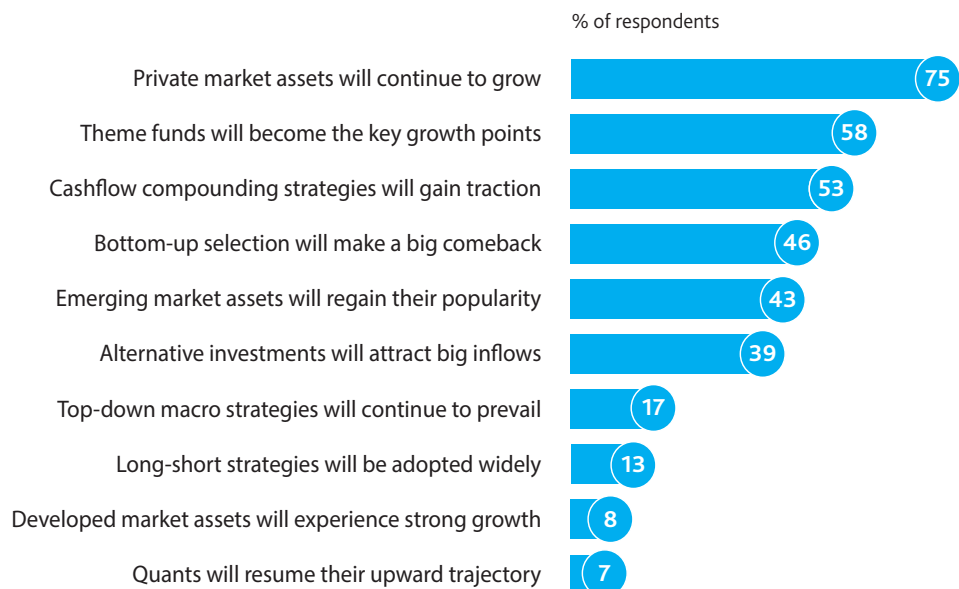 % of respondents
Private market assets will continue to grow 75
Theme funds will become the key growth points 58
Cashflow compounding strategies will gain traction 53
Bottom-up selection will make a big comeback 46
Emerging market assets will regain their popularity 43
Alternative investments will attract big inflows 39
Top-down macro strategies will continue to prevail 17
Long-short strategies will be adopted widely 13
Developed market assets will experience strong growth 8
Quants will resume their upward trajectory 7